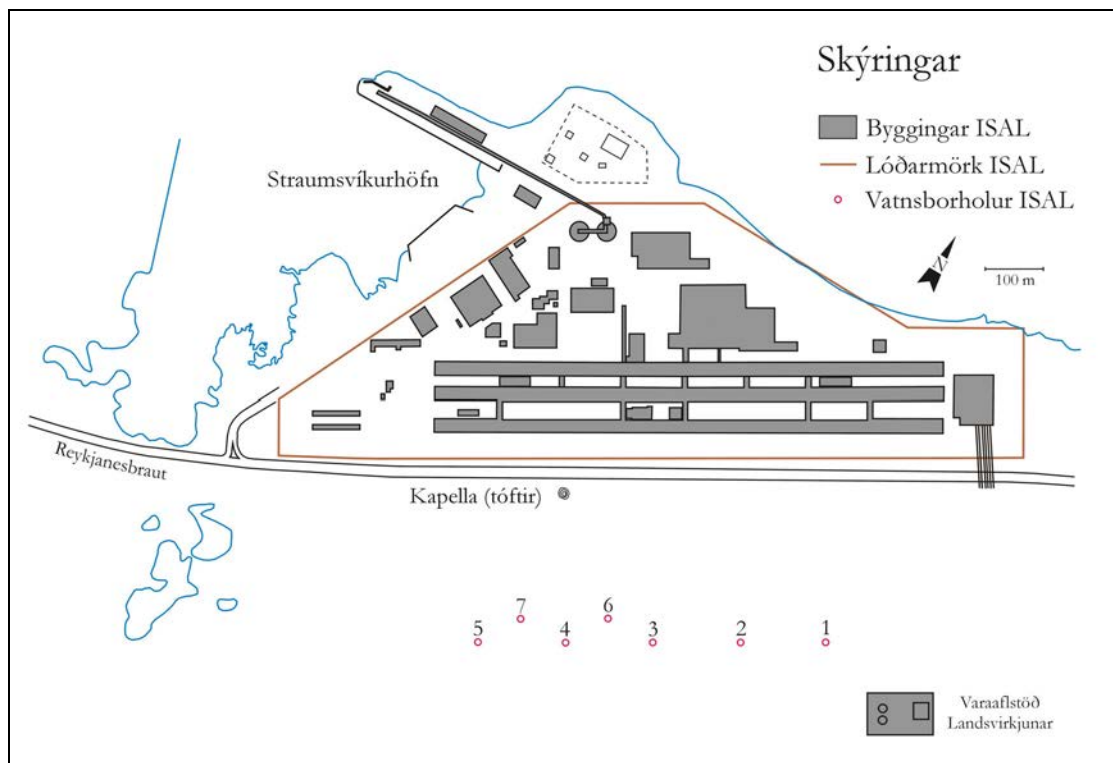 Skýringar
Byggingar ISAL
Lóðarmörk ISAL
Vatnsborholur ISAL
Straumsvíkurhöfn
N
100 m
Reykjanesbraut
Kapella (tóftir)
7
6
5
4
3
2
1
Varaaflstöð
Landsvirkjunar